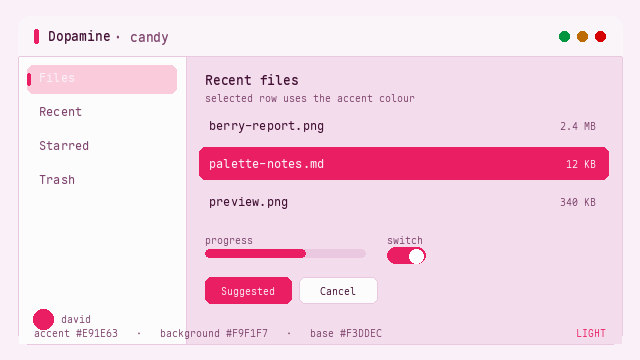 Dopamine · candy
Files
Recent
Starred
Trash
david
Recent files
selected row uses the accent colour
berry-report.png 2.4 MB
palette-notes.md 12 KB
preview.png 340 KB
progress switch
Suggested Cancel
accent #E91E63 · background #F9F1F7 · base #F3DDEC LIGHT